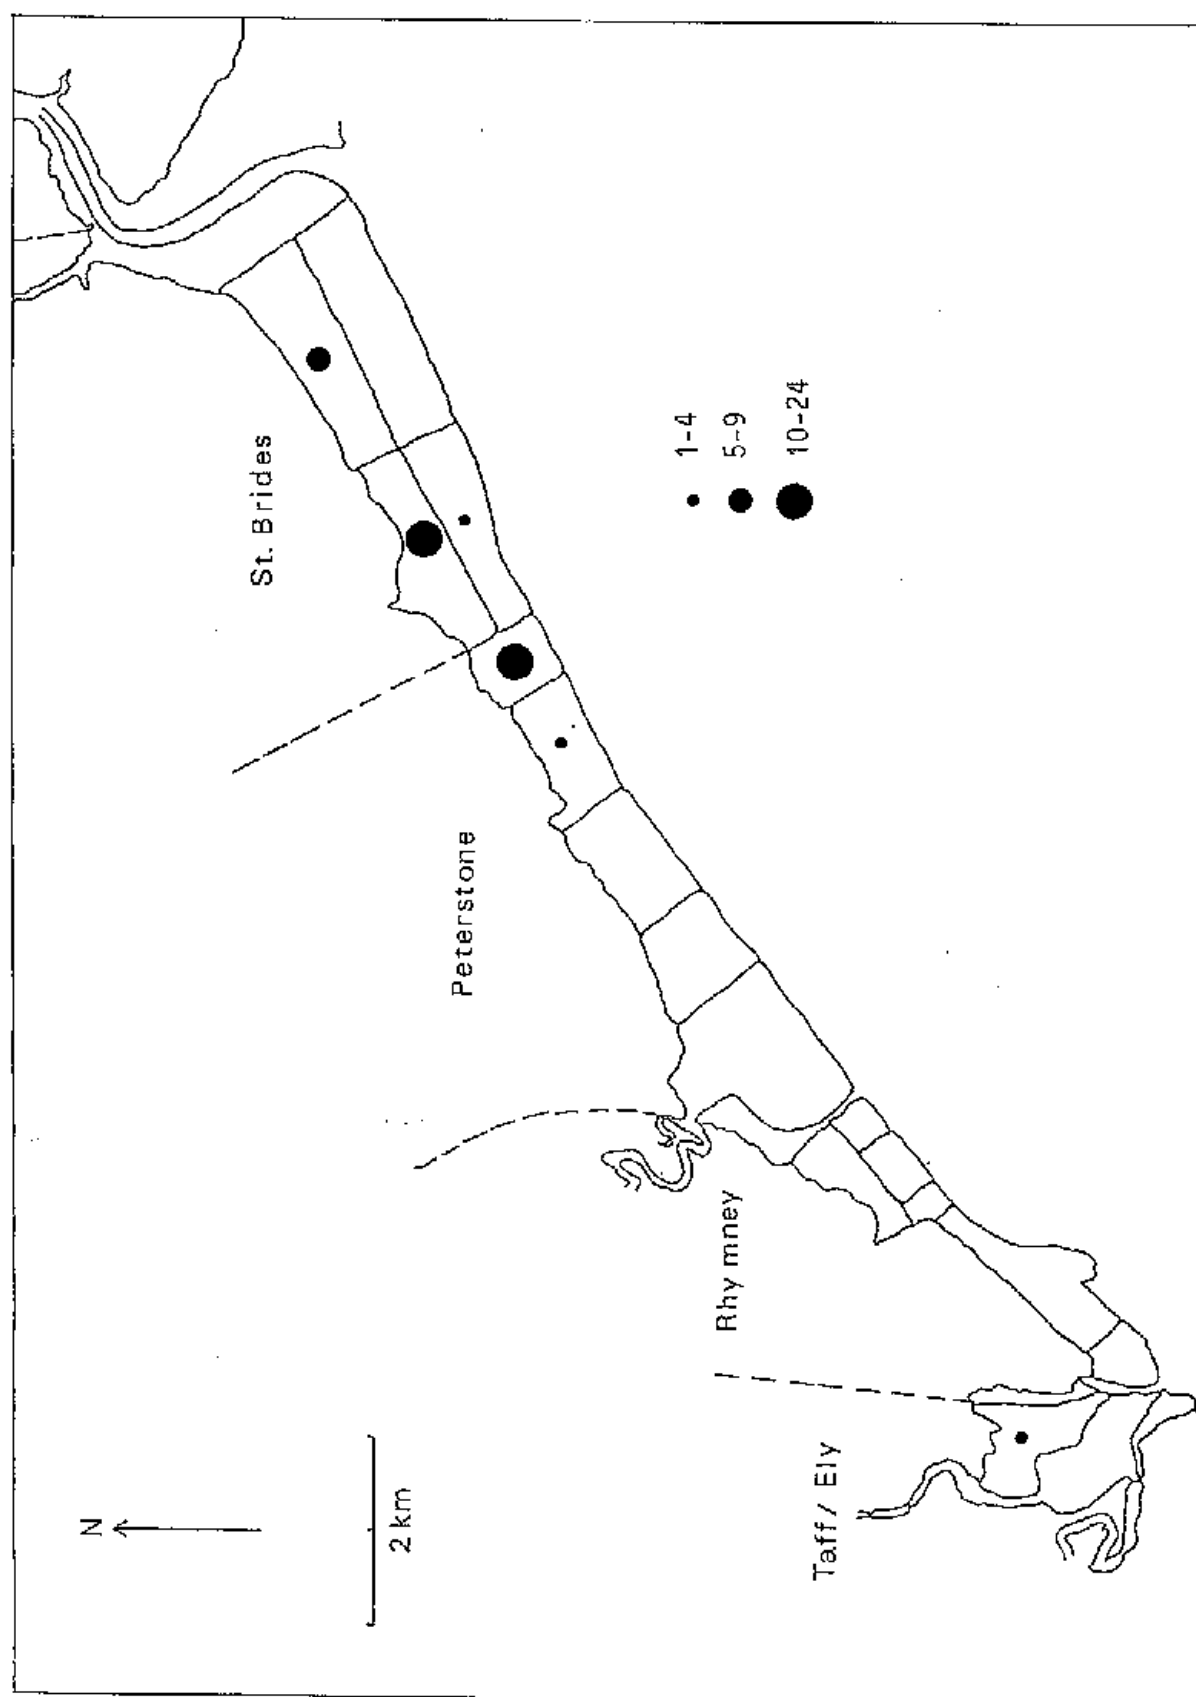 St. Brides
Peterstone
Rhymney
Taff / Ely
N
2 km
1-4
5-9
10-24